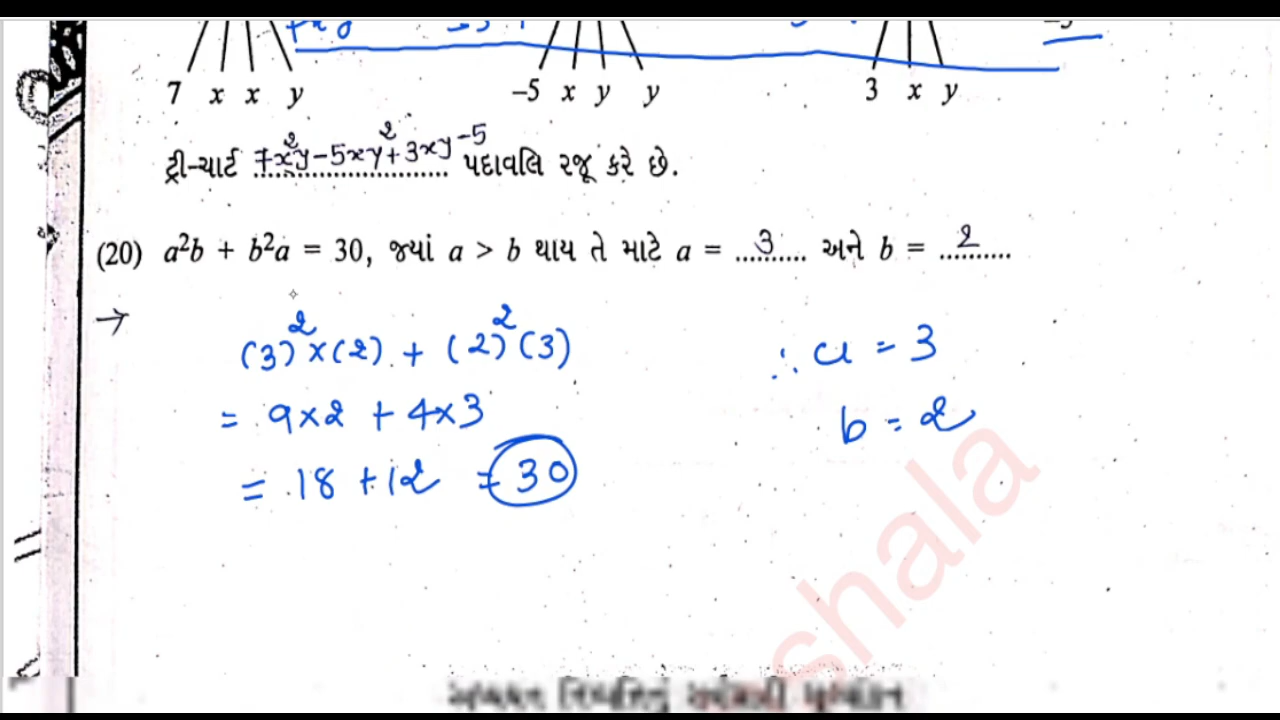 7 x x y -5 x y y 3 x y
ટ્રી-ચાર્ટ 7x²y-5xy²+3xy-5 પદાવલિ રજૂ કરે છે.
(20) a²b + b²a = 30, જ્યાં a > b થાય તે માટે a = ...3... અને b = ...2...
→ (3)²×(2) + (2)²(3) ∴ a = 3
= 9×2 + 4×3 b = 2
= 18 + 12 = 30
shala